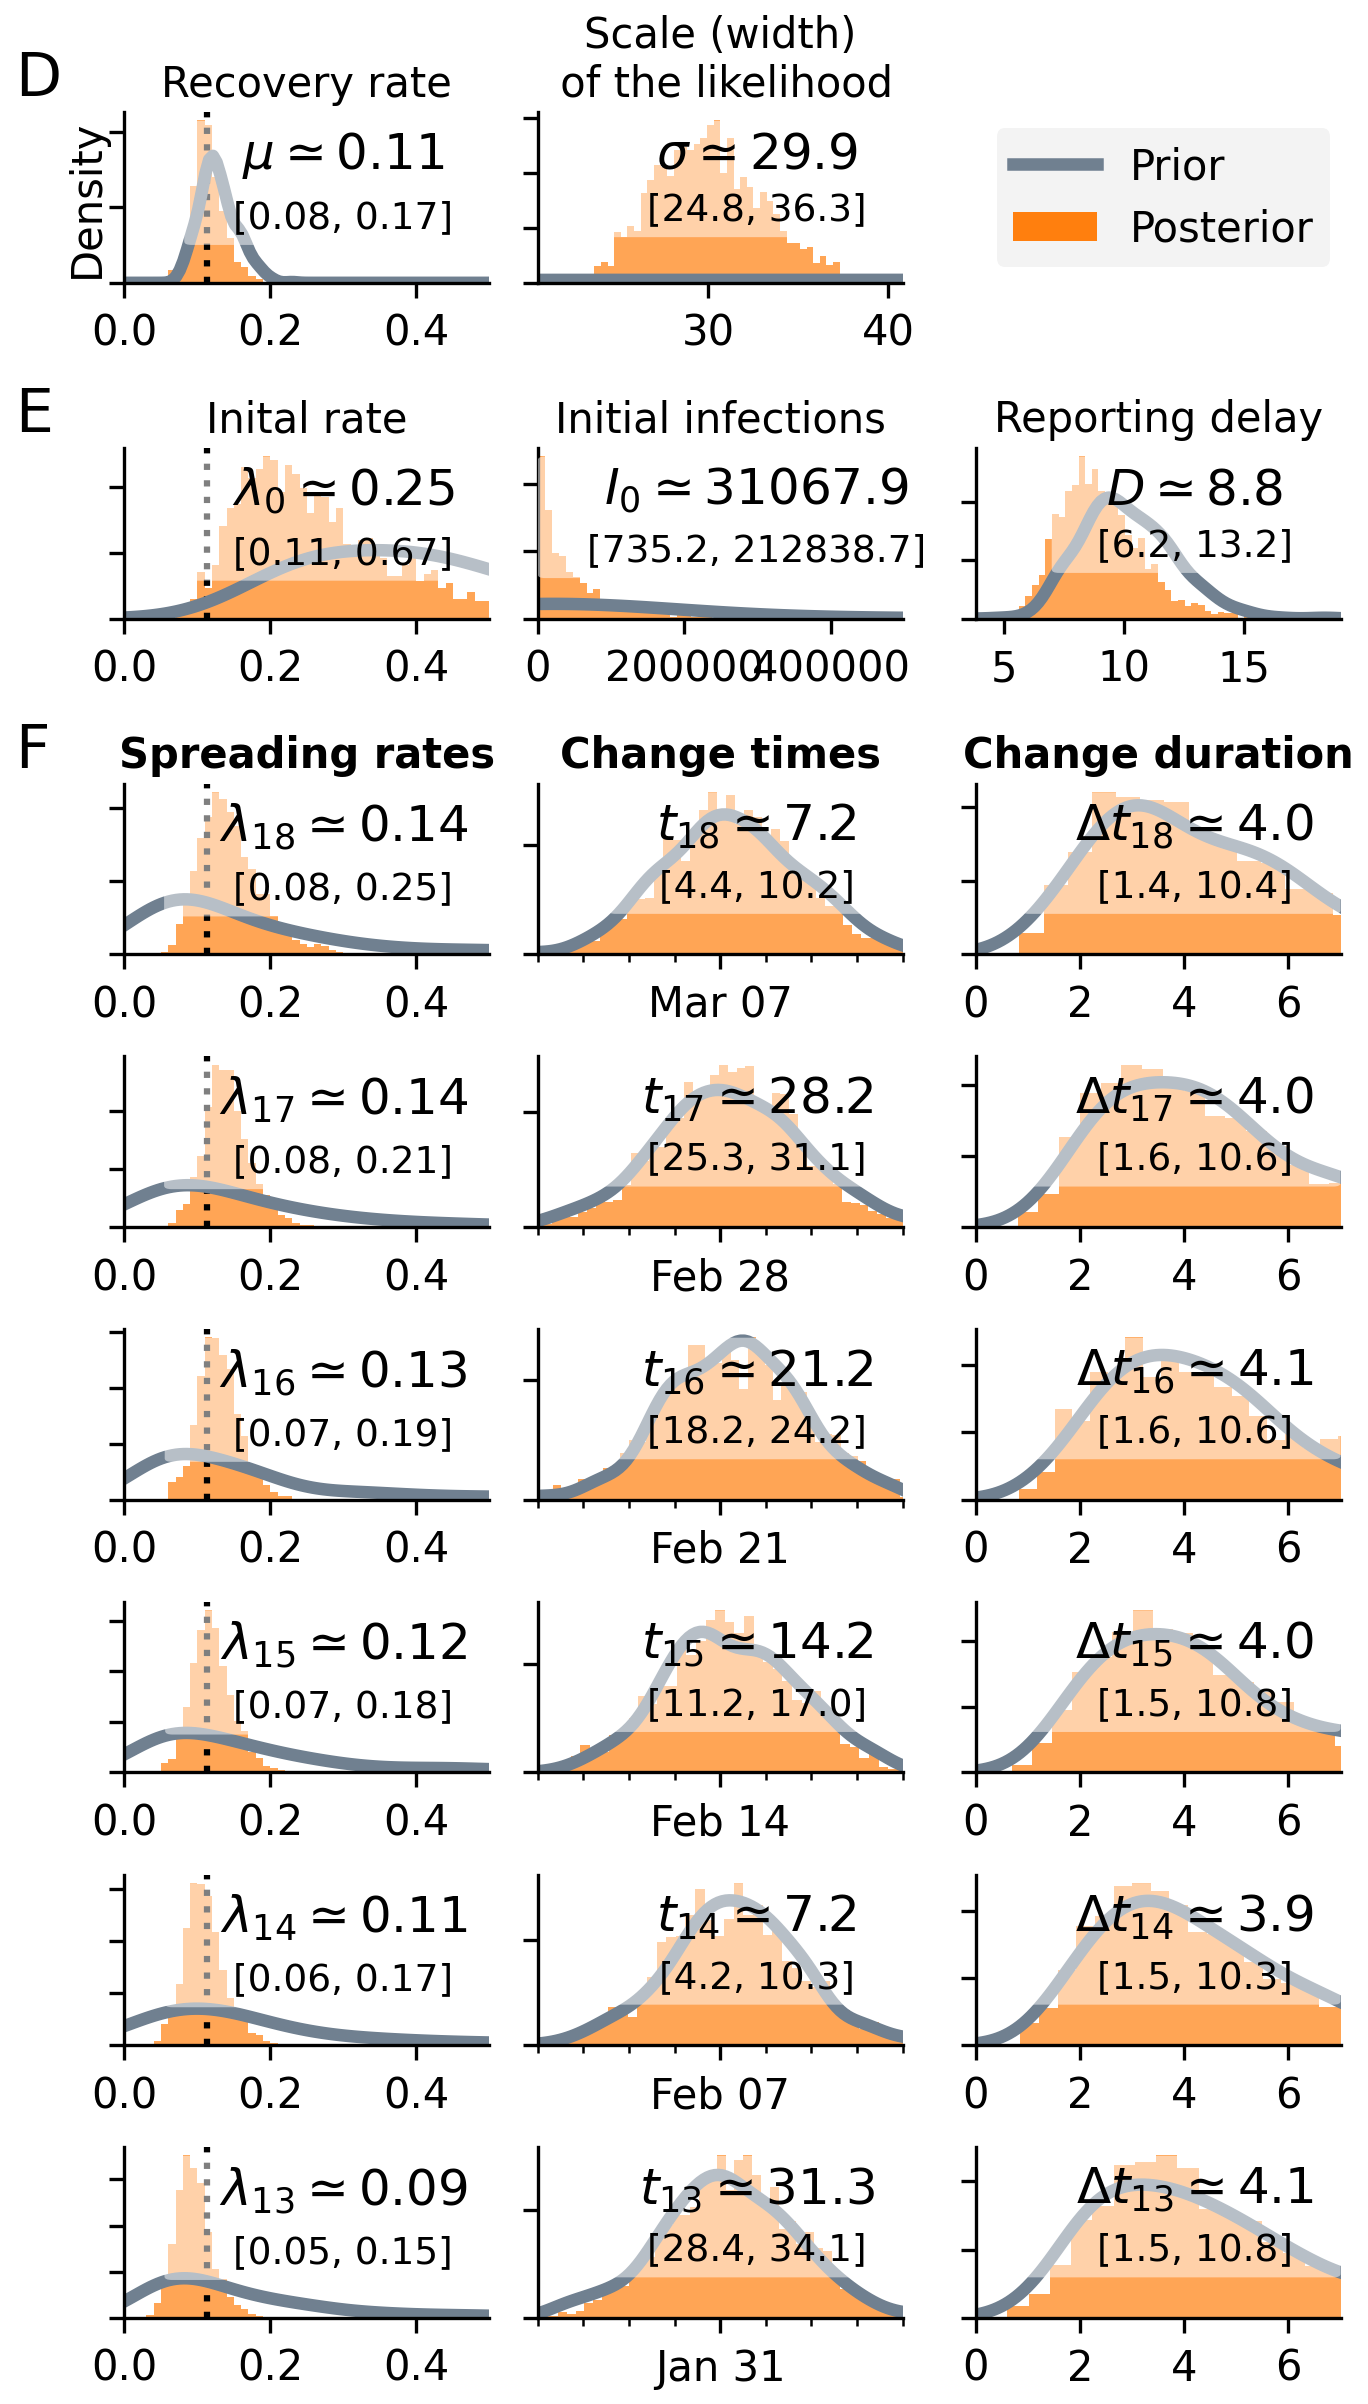 D
Recovery rate
Scale (width)
of the likelihood
Density
μ ≃ 0.11
[0.08, 0.17]
0.0 0.2 0.4
σ ≃ 29.9
[24.8, 36.3]
30 40
Prior
Posterior
E
Inital rate
λ0 ≃ 0.25
[0.11, 0.67]
0.0 0.2 0.4
Initial infections
I0 ≃ 31067.9
[735.2, 212838.7]
0 200000 400000
Reporting delay
D ≃ 8.8
[6.2, 13.2]
5 10 15
F
Spreading rates Change times Change duration
λ18 ≃ 0.14
[0.08, 0.25]
0.0 0.2 0.4
t18 ≃ 7.2
[4.4, 10.2]
Mar 07
Δt18 ≃ 4.0
[1.4, 10.4]
0 2 4 6
λ17 ≃ 0.14
[0.08, 0.21]
0.0 0.2 0.4
t17 ≃ 28.2
[25.3, 31.1]
Feb 28
Δt17 ≃ 4.0
[1.6, 10.6]
0 2 4 6
λ16 ≃ 0.13
[0.07, 0.19]
0.0 0.2 0.4
t16 ≃ 21.2
[18.2, 24.2]
Feb 21
Δt16 ≃ 4.1
[1.6, 10.6]
0 2 4 6
λ15 ≃ 0.12
[0.07, 0.18]
0.0 0.2 0.4
t15 ≃ 14.2
[11.2, 17.0]
Feb 14
Δt15 ≃ 4.0
[1.5, 10.8]
0 2 4 6
λ14 ≃ 0.11
[0.06, 0.17]
0.0 0.2 0.4
t14 ≃ 7.2
[4.2, 10.3]
Feb 07
Δt14 ≃ 3.9
[1.5, 10.3]
0 2 4 6
λ13 ≃ 0.09
[0.05, 0.15]
0.0 0.2 0.4
t13 ≃ 31.3
[28.4, 34.1]
Jan 31
Δt13 ≃ 4.1
[1.5, 10.8]
0 2 4 6